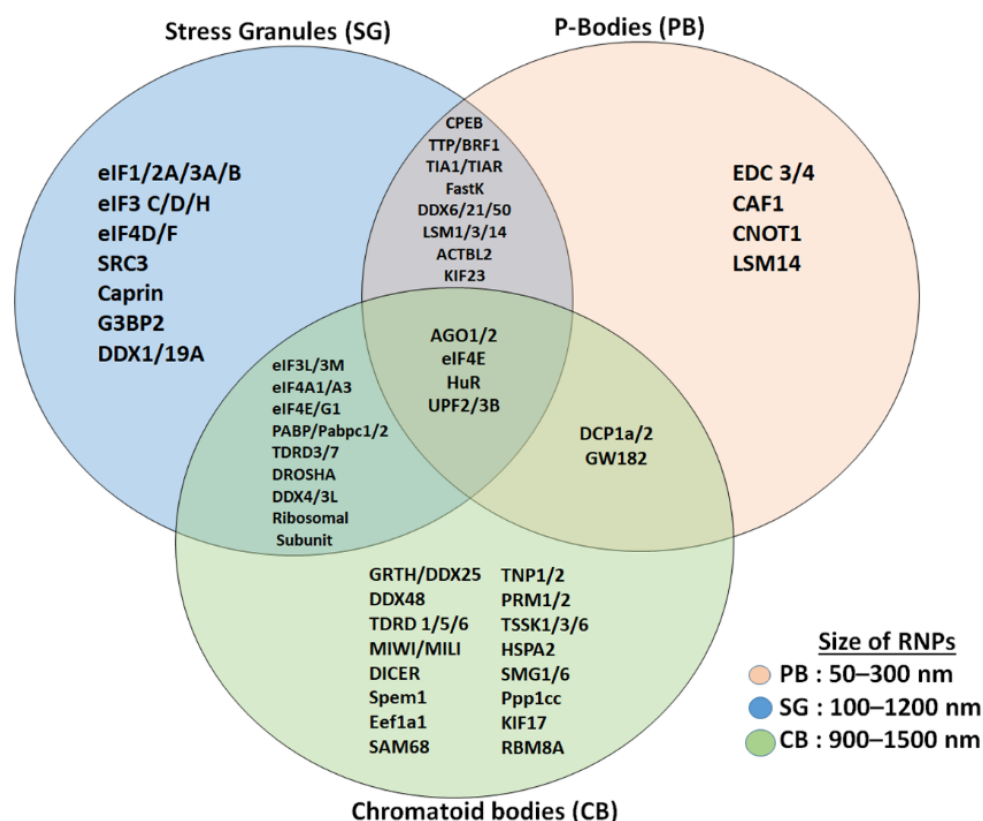 Stress Granules (SG)
P-Bodies (PB)
eIF1/2A/3A/B
eIF3 C/D/H
eIF4D/F
SRC3
Caprin
G3BP2
DDX1/19A
CPEB
TTP/BRF1
TIA1/TIAR
FastK
DDX6/21/50
LSM1/3/14
ACTBL2
KIF23
EDC 3/4
CAF1
CNOT1
LSM14
eIF3L/3M
eIF4A1/A3
eIF4E/G1
PABP/Pabpc1/2
TDRD3/7
DROSHA
DDX4/3L
Ribosomal
Subunit
AGO1/2
eIF4E
HuR
UPF2/3B
DCP1a/2
GW182
GRTH/DDX25
DDX48
TDRD 1/5/6
MIWI/MILI
DICER
Spem1
Eef1a1
SAM68
TNP1/2
PRM1/2
TSSK1/3/6
HSPA2
SMG1/6
Ppp1cc
KIF17
RBM8A
Size of RNPs
PB : 50–300 nm
SG : 100–1200 nm
CB : 900–1500 nm
Chromatoid bodies (CB)